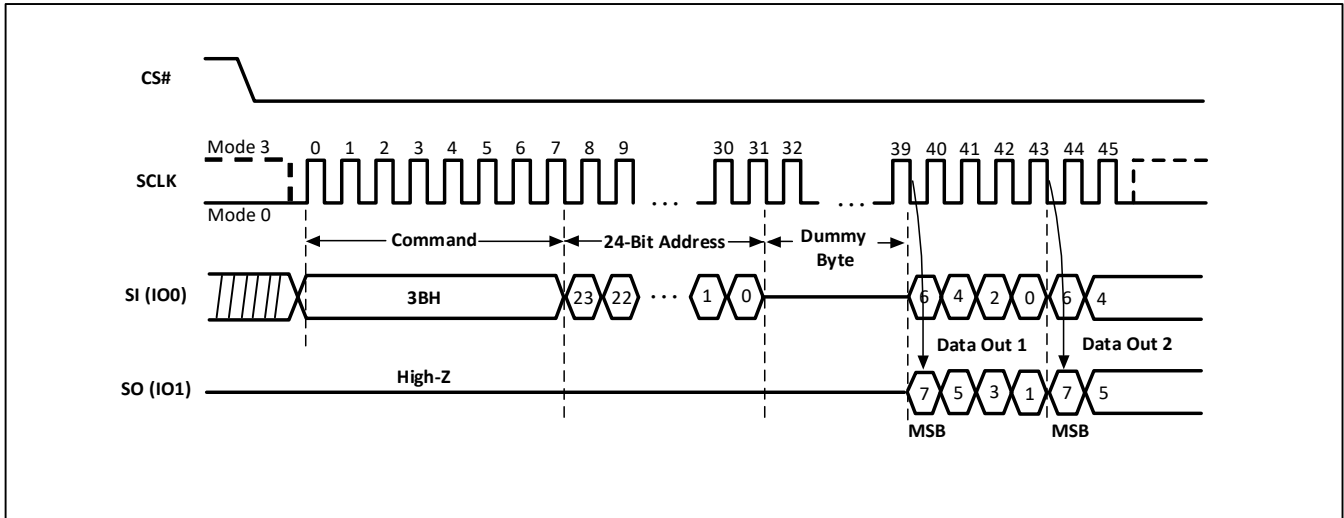 CS#
Mode 3 0 1 2 3 4 5 6 7 8 9 30 31 32 39 40 41 42 43 44 45
SCLK
Mode 0 ... ...
Command 24-Bit Address Dummy
Byte
SI (IO0) 3BH 23 22 ... 1 0 6 4 2 0 6 4
Data Out 1 Data Out 2
High-Z
SO (IO1) 7 5 3 1 7 5
MSB MSB